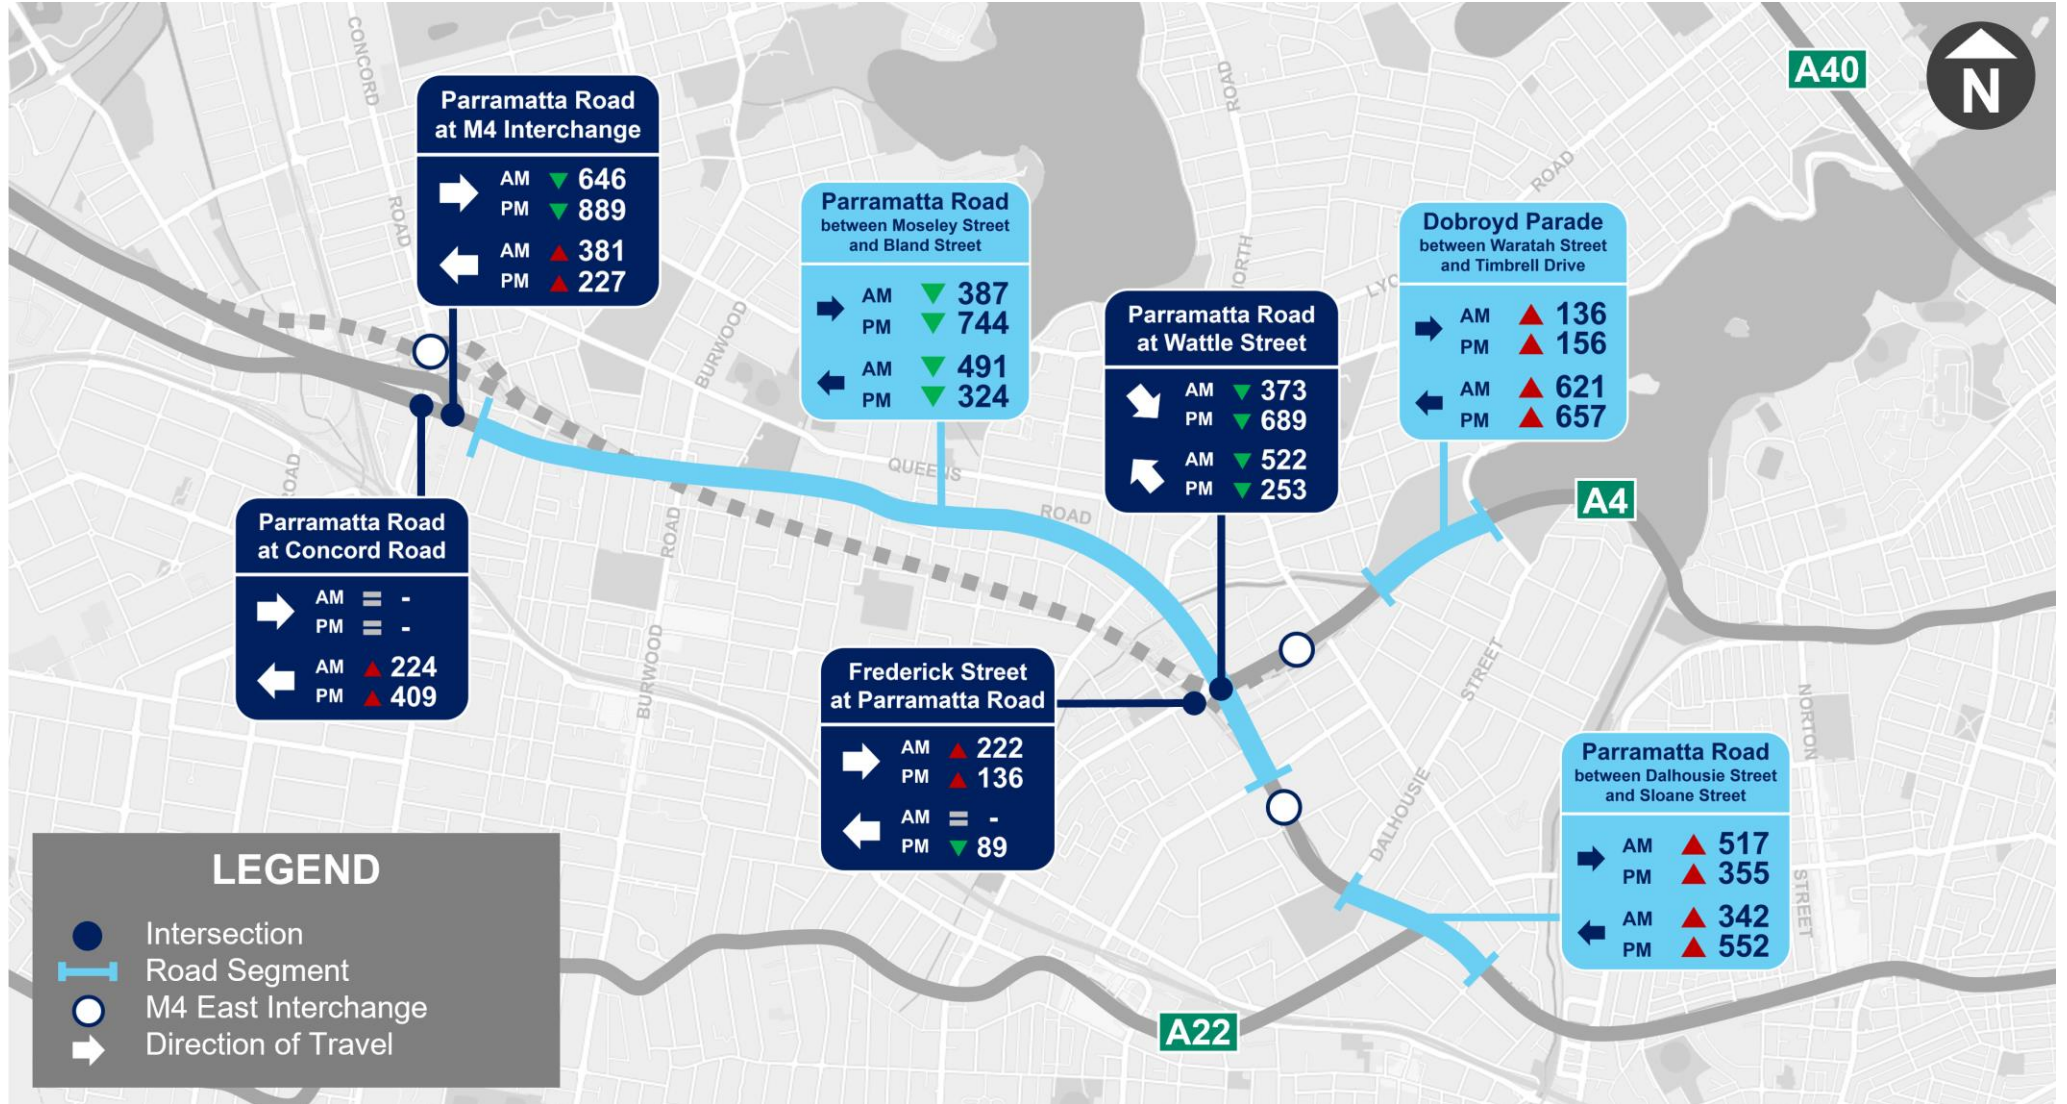 A40
N
CONCORD
ROAD
Parramatta Road
at M4 Interchange
AM ▼ 646
PM ▼ 889
AM ▲ 381
PM ▲ 227
Parramatta Road
between Moseley Street
and Bland Street
AM ▼ 387
PM ▼ 744
AM ▼ 491
PM ▼ 324
ROAD
ROAD
Dobroyd Parade
between Waratah Street
and Timbrell Drive
AM ▲ 136
PM ▲ 156
AM ▲ 621
PM ▲ 657
Parramatta Road
at Wattle Street
AM ▼ 373
PM ▼ 689
AM ▼ 522
PM ▼ 253
BURWOOD
ROAD
QUEENS
ROAD
ROAD
A4
Parramatta Road
at Concord Road
AM = -
PM = -
AM ▲ 224
PM ▲ 409
BURWOOD
Frederick Street
at Parramatta Road
AM ▲ 222
PM ▲ 136
AM = -
PM ▼ 89
STREET
DALHOUSIE
NORTON
STREET
Parramatta Road
between Dalhousie Street
and Sloane Street
AM ▲ 517
PM ▲ 355
AM ▲ 342
PM ▲ 552
A22
LEGEND
Intersection
Road Segment
M4 East Interchange
Direction of Travel